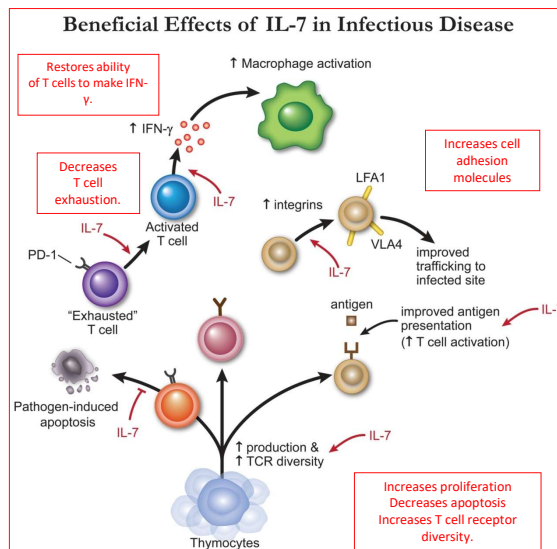 Beneficial Effects of IL-7 in Infectious Disease
Restores ability
of T cells to make IFN-
γ.
↑ Macrophage activation
↑ IFN-γ
Decreases
T cell
exhaustion.
IL-7
Activated
T cell
IL-7
PD-1
"Exhausted"
T cell
Increases cell
adhesion
molecules
LFA1
↑ integrins
VLA4
IL-7
improved
trafficking to
infected site
antigen
improved antigen
presentation
(↑ T cell activation)
IL-
Pathogen-induced
apoptosis
IL-7
↑ production &
↑ TCR diversity
IL-7
Thymocytes
Increases proliferation
Decreases apoptosis
Increases T cell receptor
diversity.